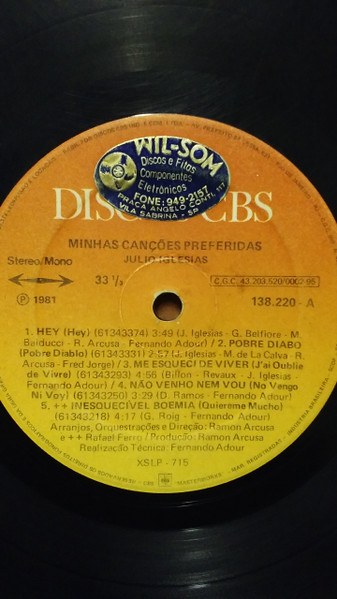 WIL-SOM
Discos e Fitas
Componentes
Eletrônicos
FONE: 949-2157
PRAÇA ANGELO CONTI, 117
VILA SABRINA - SP
DISC CBS
MINHAS CANÇÕES PREFERIDAS
JULIO IGLESIAS
Stereo/Mono
33 1/3
C.G.C. 43.203.520/0002-95
Ⓟ 1981
138.220 - A
1. HEY (Hey) (61343374) 3:49 (J. Iglesias - G. Belfiore - M.
Balducci - R. Arcusa - Fernando Adour) 2. POBRE DIABO
(Pobre Diablo) (61343331) 2:57 (J. Iglesias - M. de La Calva - R.
Arcusa - Fred Jorge) 3. ME ESQUECI DE VIVER (J'ai Oublie
de Vivre) (61343293) 4:56 (Billon - Revaux - J. Iglesias -
Fernando Adour) 4. NÃO VENHO NEM VOU (No Vengo
Ni Voy) (61343250) 3:29 (D. Ramos - Fernando Adour)
5. ++ INESQUECÍVEL BOEMIA (Quiereme Mucho)
(61343218) 4:17 (G. Roig - Fernando Adour)
Arranjos, Orquestrações e Direção: Ramon Arcusa
e ++ Rafael Ferro / Produção: Ramon Arcusa
Realização Técnica: Fernando Adour
XSLP - 715